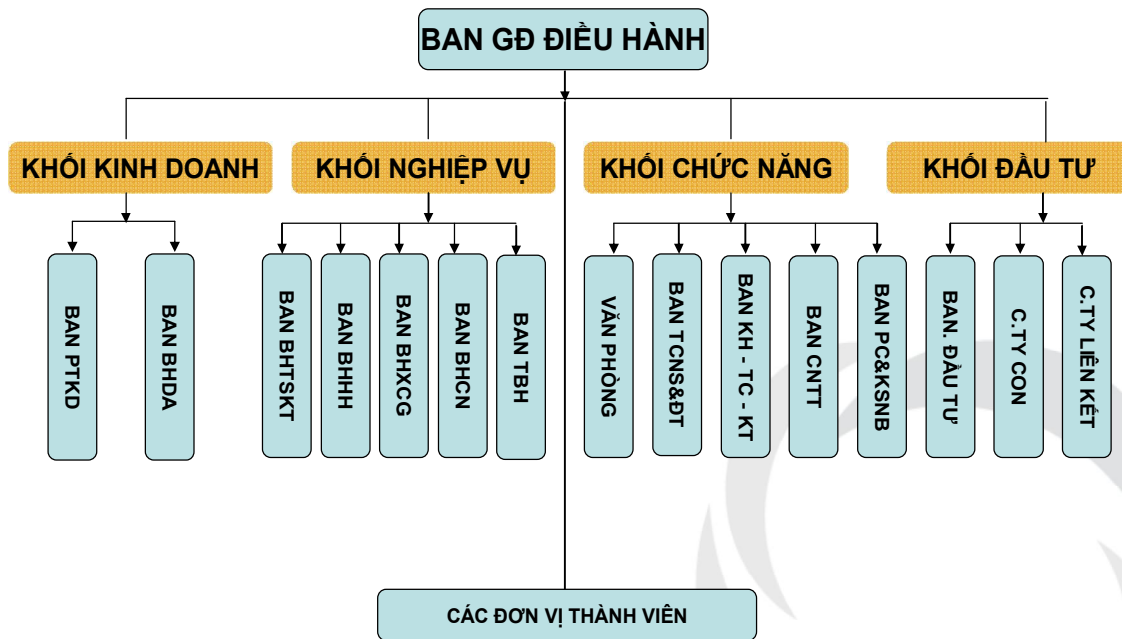 BAN GĐ ĐIỀU HÀNH
KHỐI KINH DOANH
KHỐI NGHIỆP VỤ
KHỐI CHỨC NĂNG
KHỐI ĐẦU TƯ
BAN PTKD
BAN BHDA
BAN BHTSKT
BAN BHHH
BAN BHXCG
BAN BHCN
BAN TBH
VĂN PHÒNG
BAN TCNS&ĐT
BAN KH - TC - KT
BAN CNTT
BAN PC&KSNB
BAN. ĐẦU TƯ
C.TY CON
C.TY LIÊN KẾT
CÁC ĐƠN VỊ THÀNH VIÊN